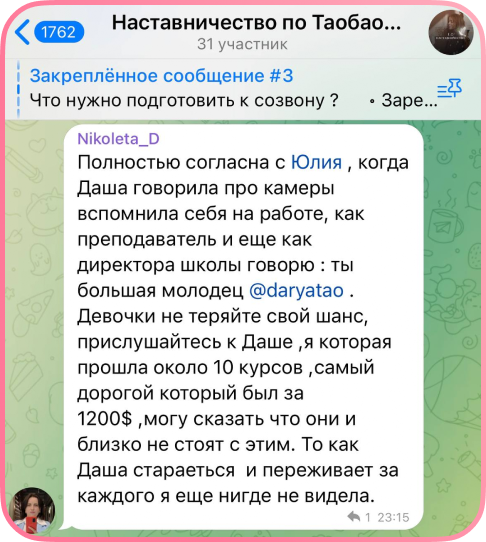 1762
Наставничество по Таобао...
31 участник
Закреплённое сообщение #3
Что нужно подготовить к созвону ? • Заре...
Nikoleta_D
Полностью согласна с Юлия , когда
Даша говорила про камеры
вспомнила себя на работе, как
преподаватель и еще как
директора школы говорю : ты
большая молодец @daryatao .
Девочки не теряйте свой шанс,
прислушайтесь к Даше ,я которая
прошла около 10 курсов ,самый
дорогой который был за
1200$ ,могу сказать что они и
близко не стоят с этим. То как
Даша стараеться и переживает за
каждого я еще нигде не видела.
1 23:15